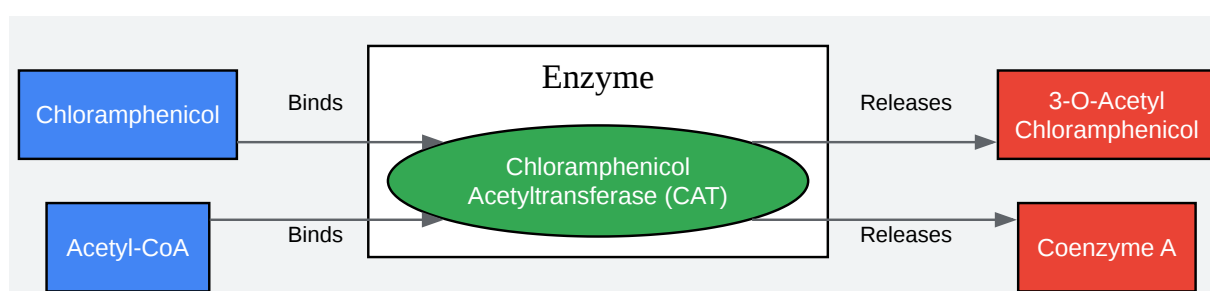 Enzyme
Chloramphenicol
Binds
Releases
3-O-Acetyl
Chloramphenicol
Chloramphenicol
Acetyltransferase (CAT)
Acetyl-CoA
Binds
Releases
Coenzyme A